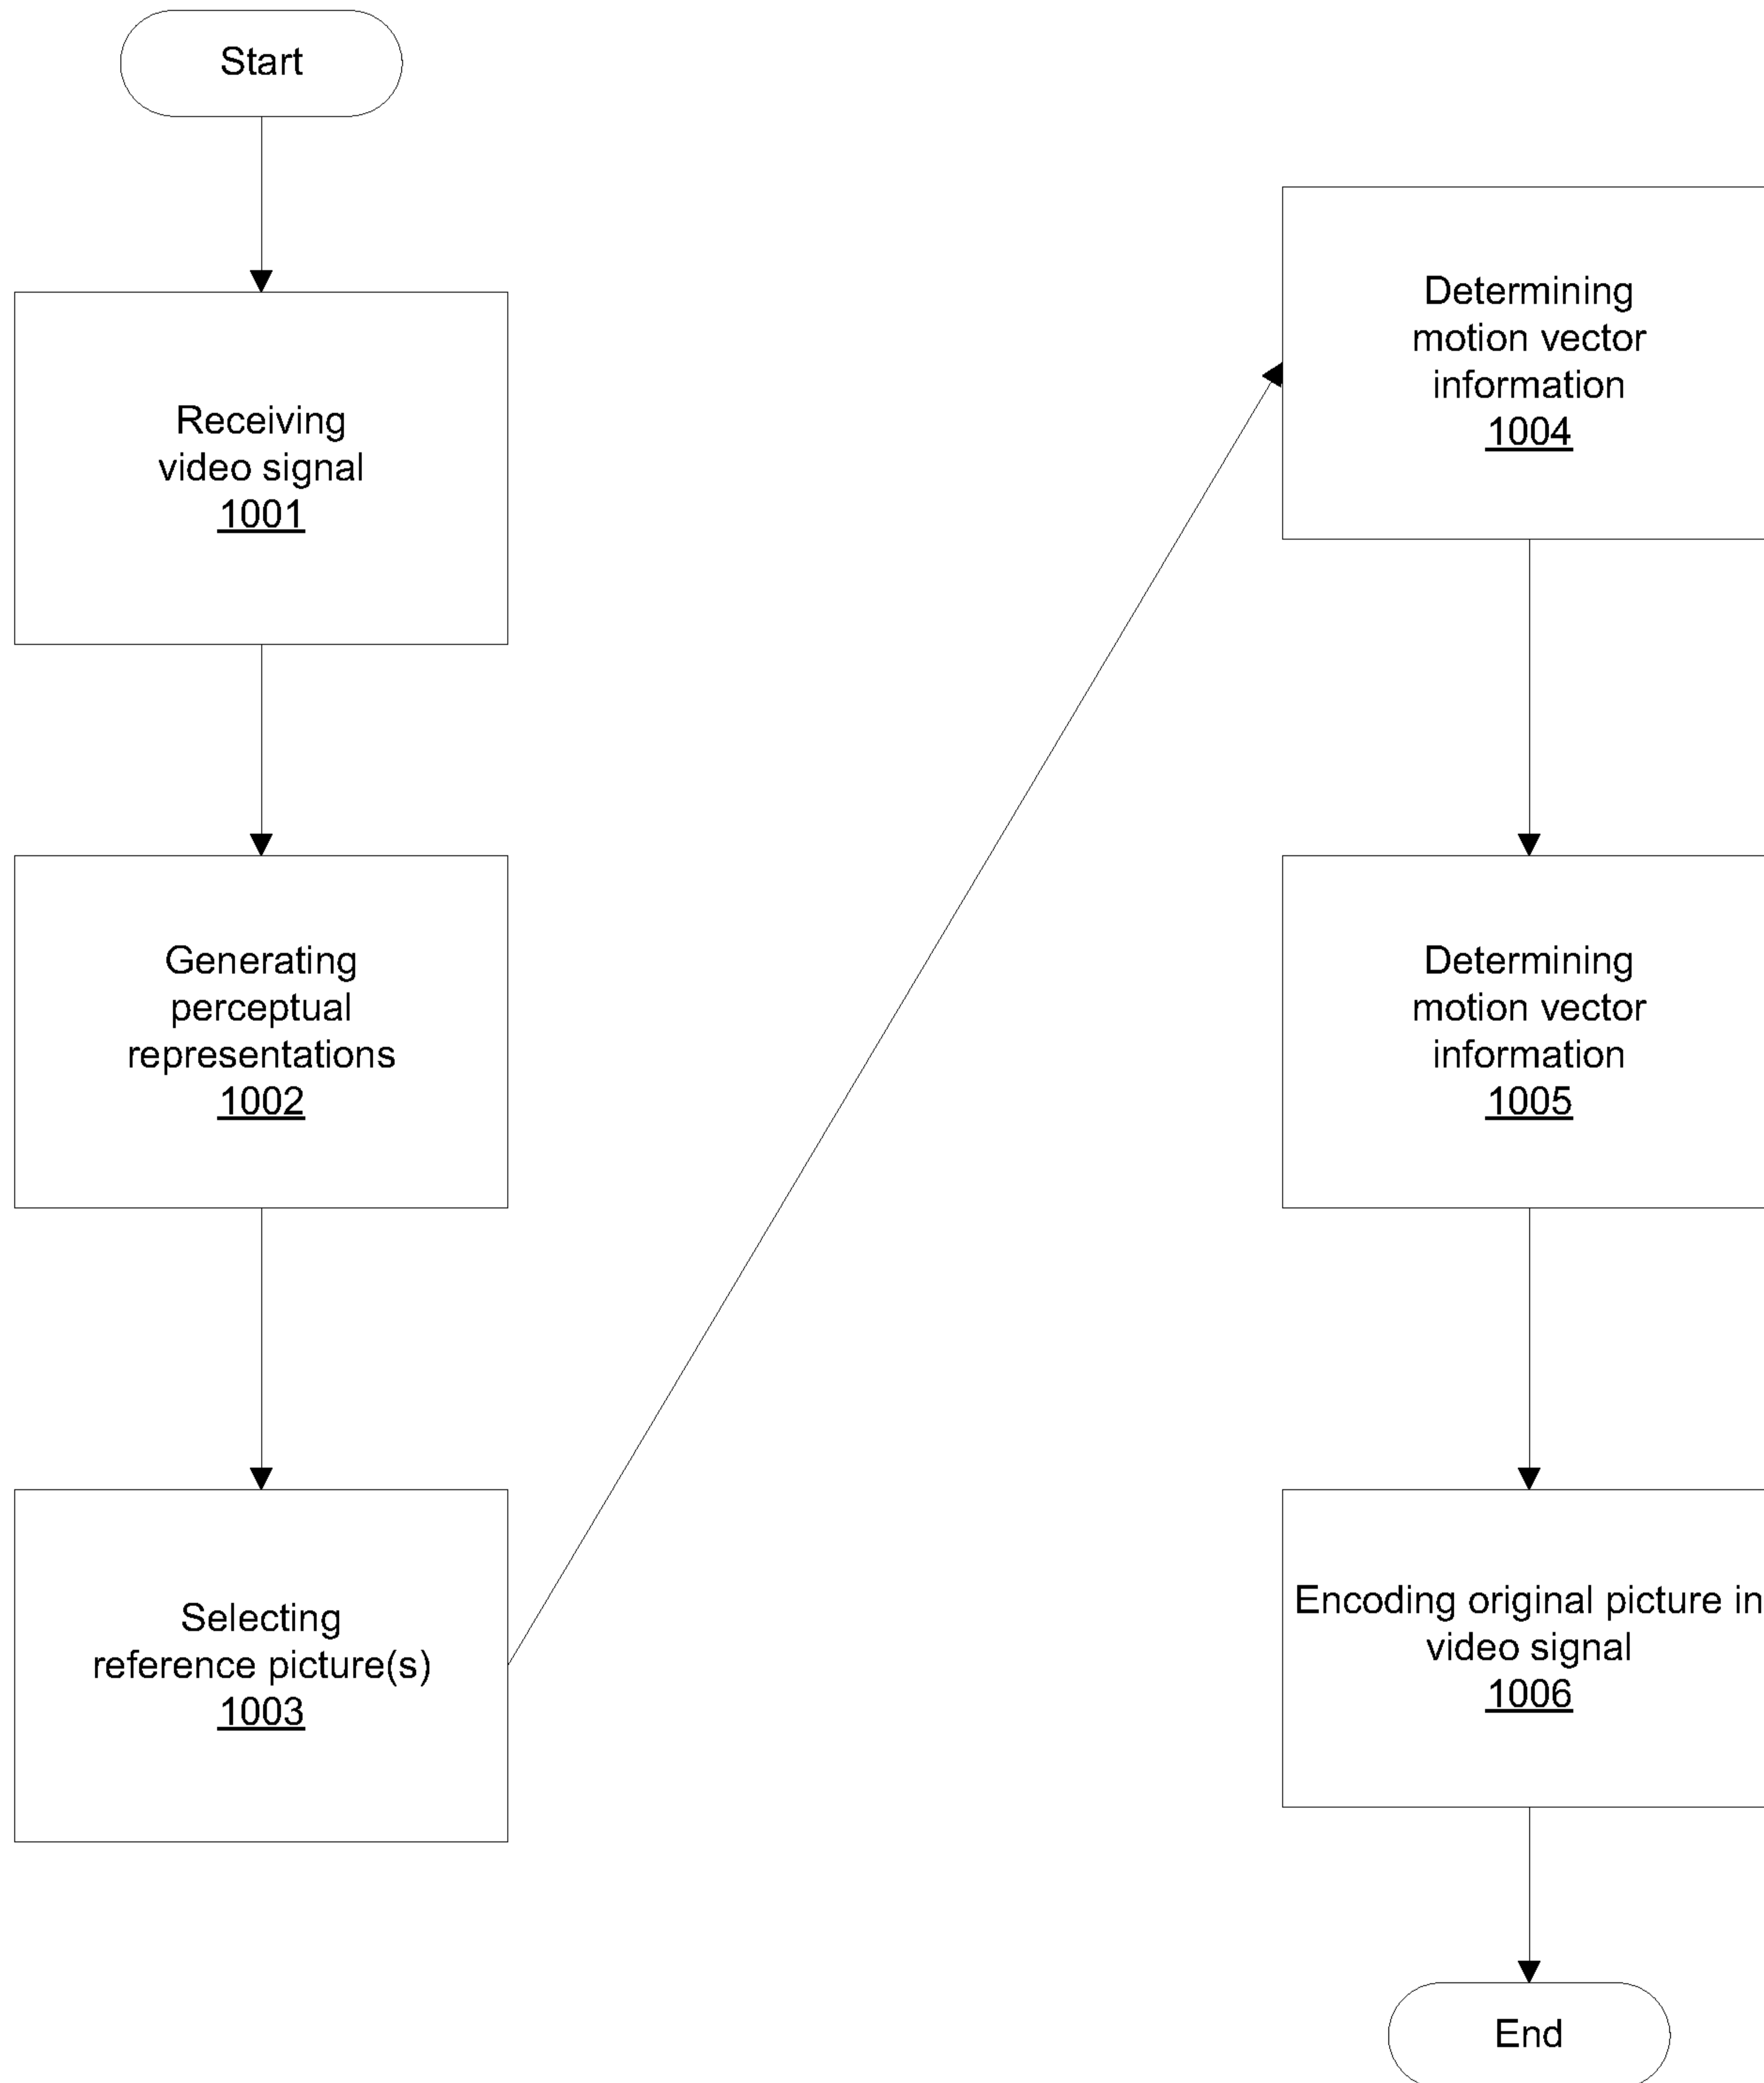 Start
Receiving
video signal
1001
Generating
perceptual
representations
1002
Selecting
reference picture(s)
1003
Determining
motion vector
information
1004
Determining
motion vector
information
1005
Encoding original picture in
video signal
1006
End